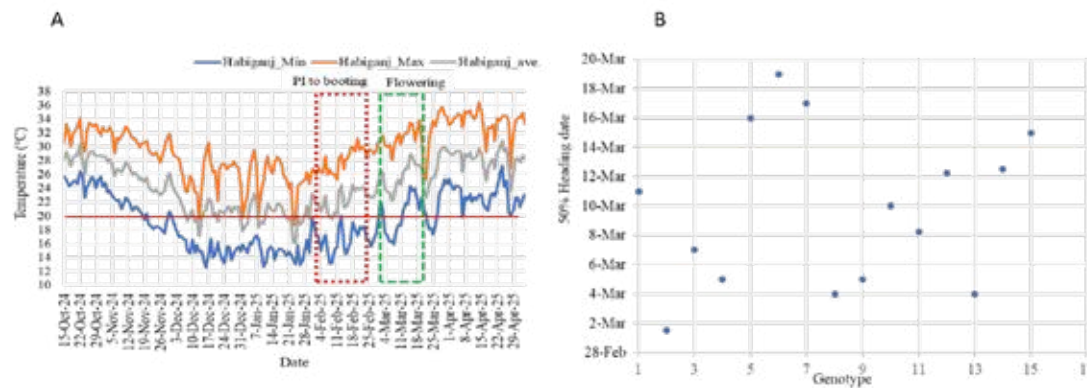 A
B
Habiganj_Min Habiganj_Max Habiganj_ave.
PI to booting Flowering
Temperature (°C)
38
36
34
32
30
28
26
24
22
20
18
16
14
12
10
15-Oct-24
22-Oct-24
29-Oct-24
5-Nov-24
12-Nov-24
19-Nov-24
26-Nov-24
3-Dec-24
10-Dec-24
17-Dec-24
24-Dec-24
31-Dec-24
7-Jan-25
14-Jan-25
21-Jan-25
28-Jan-25
4-Feb-25
11-Feb-25
18-Feb-25
25-Feb-25
4-Mar-25
11-Mar-25
18-Mar-25
25-Mar-25
1-Apr-25
8-Apr-25
15-Apr-25
22-Apr-25
29-Apr-25
Date
50% Heading date
20-Mar
18-Mar
16-Mar
14-Mar
12-Mar
10-Mar
8-Mar
6-Mar
4-Mar
2-Mar
28-Feb
1 3 5 7 9 11 13 15 1
Genotype